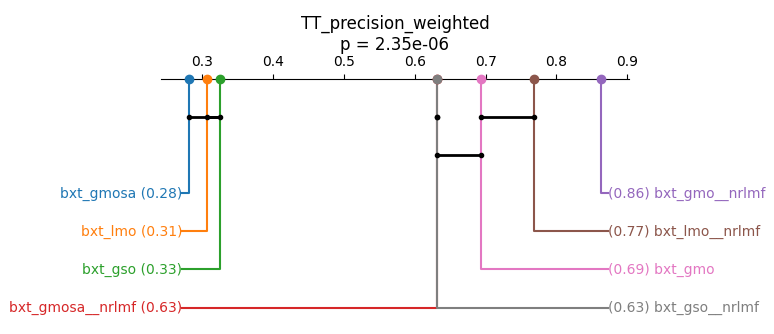 TT_precision_weighted
p = 2.35e-06
0.3 0.4 0.5 0.6 0.7 0.8 0.9
bxt_gmosa (0.28) (0.86) bxt_gmo__nrlmf
bxt_lmo (0.31) (0.77) bxt_lmo__nrlmf
bxt_gso (0.33) (0.69) bxt_gmo
bxt_gmosa__nrlmf (0.63) (0.63) bxt_gso__nrlmf